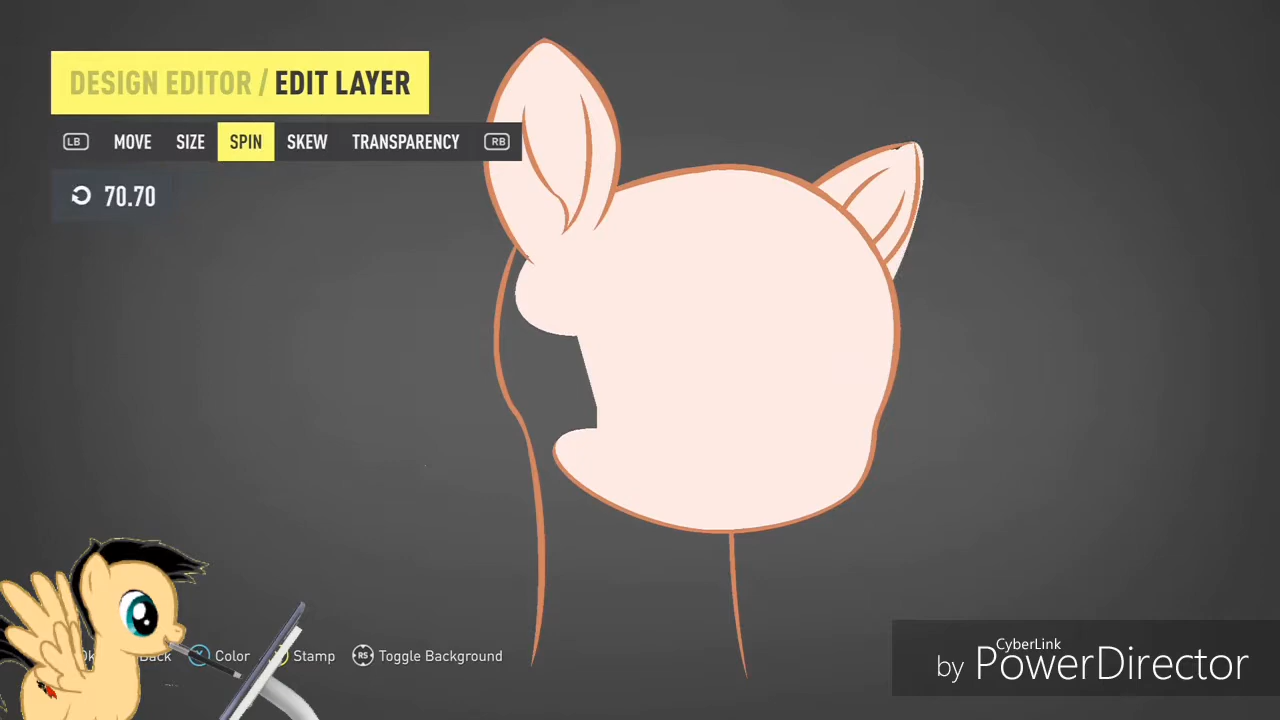 DESIGN EDITOR / EDIT LAYER
LB MOVE SIZE SPIN SKEW TRANSPARENCY RB
70.70
Color Stamp RS Toggle Background
CyberLink
by PowerDirector